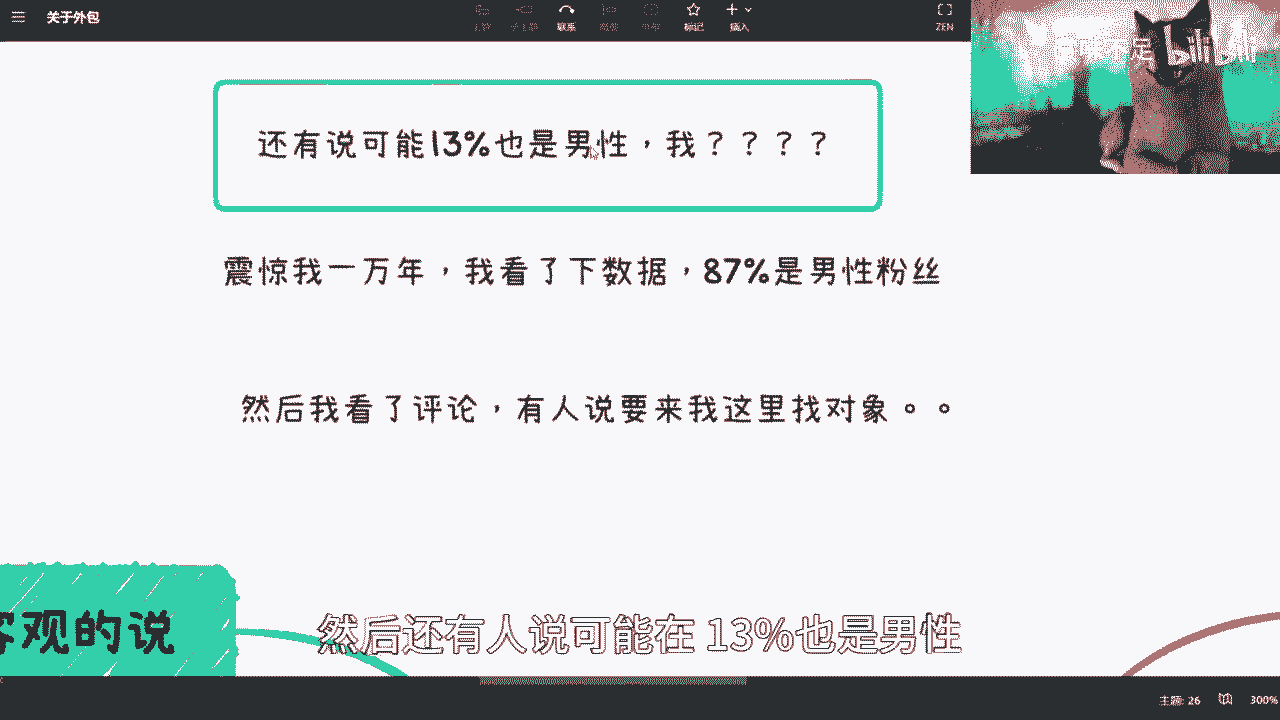 关于外包
联系
标记
插入
ZEN
足 bilibili
还有说可能13%也是男性，我？？？？
震惊我一万年，我看了下数据，87%是男性粉丝
然后我看了评论，有人说要来我这里找对象。。
客观的说
然后还有人说可能在 13%也是男性
主题: 26
300%